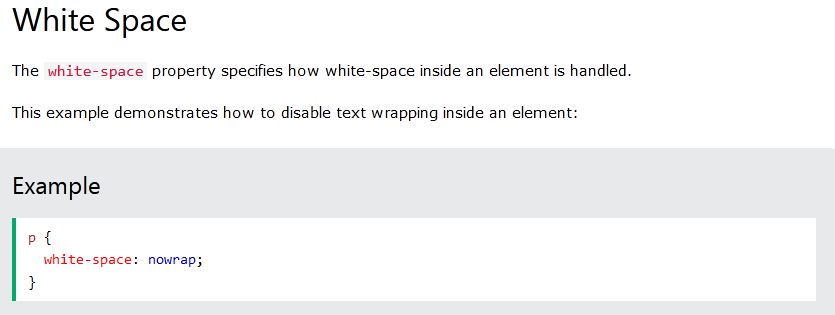 White Space
The white-space property specifies how white-space inside an element is handled.
This example demonstrates how to disable text wrapping inside an element:
Example
p {
  white-space: nowrap;
}